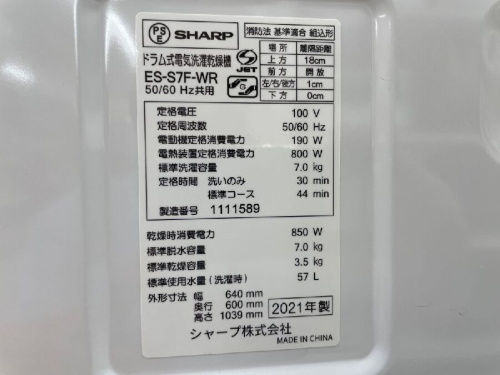 PS E SHARP
ドラム式電気洗濯乾燥機
ES-S7F-WR
50/60 Hz共用
JET
G
消防法 基準適合 組込形
場所 離隔距離
上方 18cm
前方 開放
左/右/後方 1cm
下方 0cm
定格電圧 100 V
定格周波数 50/60 Hz
電動機定格消費電力 190 W
電熱装置定格消費電力 800 W
標準洗濯容量 7.0 kg
定格時間 洗いのみ 30 min
標準コース 44 min
製造番号 1111589
乾燥時消費電力 850 W
標準脱水容量 7.0 kg
標準乾燥容量 3.5 kg
標準使用水量(洗濯時) 57 L
外形寸法 幅 640 mm
奥行 600 mm
高さ 1039 mm
2021年製
シャープ株式会社
MADE IN CHINA